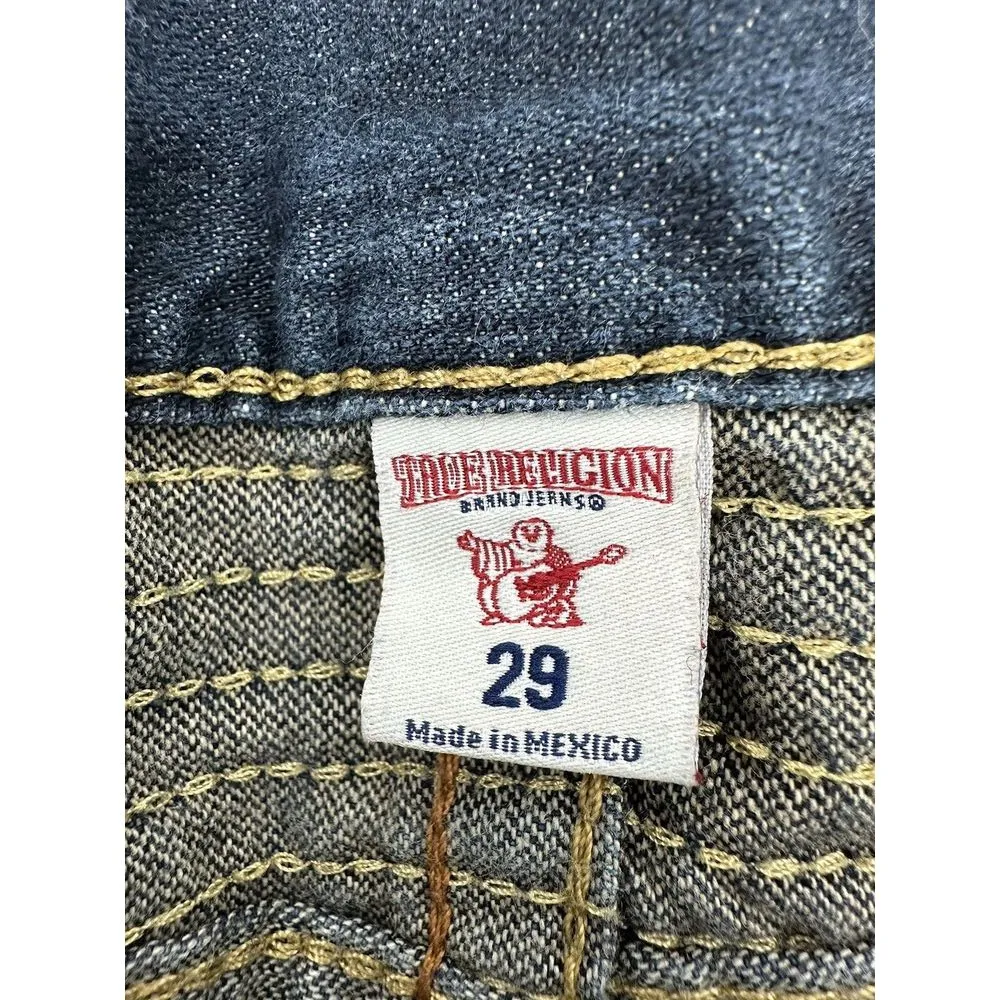 TRUE RELIGION
BRAND JEANS®
29
Made in MEXICO